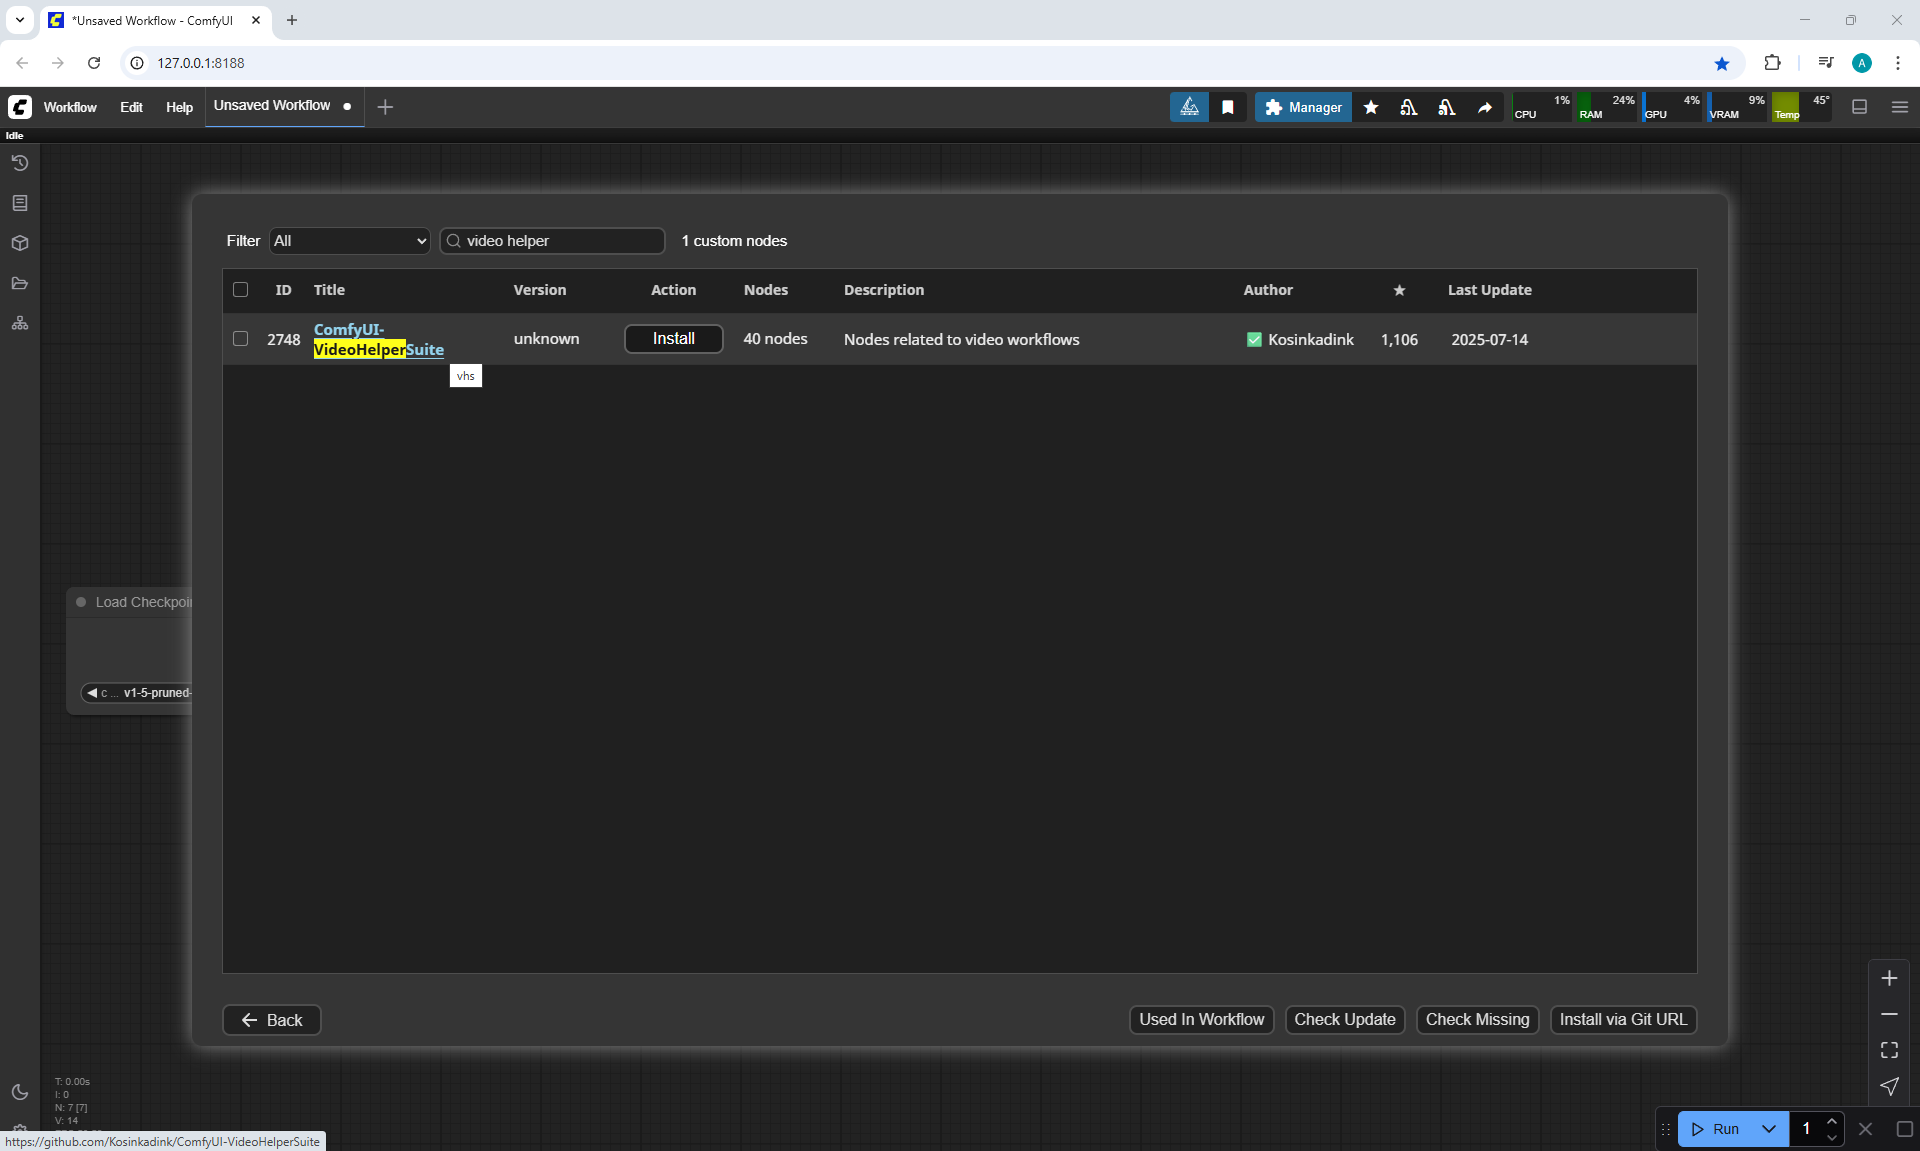 *Unsaved Workflow - ComfyUI
127.0.0.1:8188
A
Workflow Edit Help Unsaved Workflow
Manager
CPU 1% RAM 24% GPU 4% VRAM 9% Temp 45°
Idle
Filter All video helper 1 custom nodes
ID Title Version Action Nodes Description Author ★ Last Update
2748 ComfyUI-
VideoHelperSuite
unknown Install 40 nodes Nodes related to video workflows Kosinkadink 1,106 2025-07-14
vhs
Load Checkpoi
c ... v1-5-pruned-
Back Used In Workflow Check Update Check Missing Install via Git URL
T: 0.00s
I: 0
N: 7 [7]
V: 14
https://github.com/Kosinkadink/ComfyUI-VideoHelperSuite
Run 1